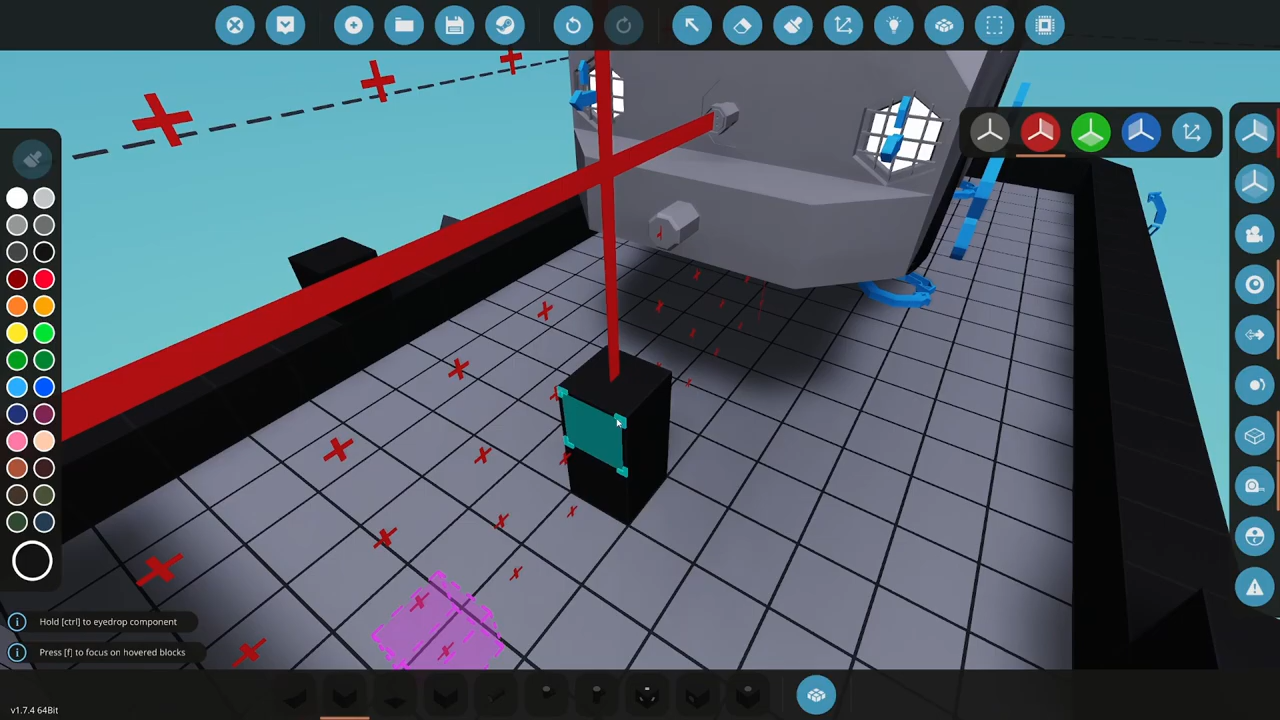 Hold [ctrl] to eyedrop component
Press [f] to focus on hovered blocks
v1.7.4 64Bit